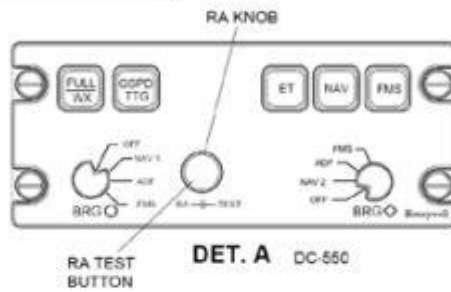 RA KNOB
FULL
WX
GSPD
TTG
ET
NAV
FMS
OFF
NAV 1
ADF
FMS
BRG
RA TEST
FMS
ADF
NAV 2
OFF
BRG
Honeywell
RA TEST
BUTTON
DET. A DC-550